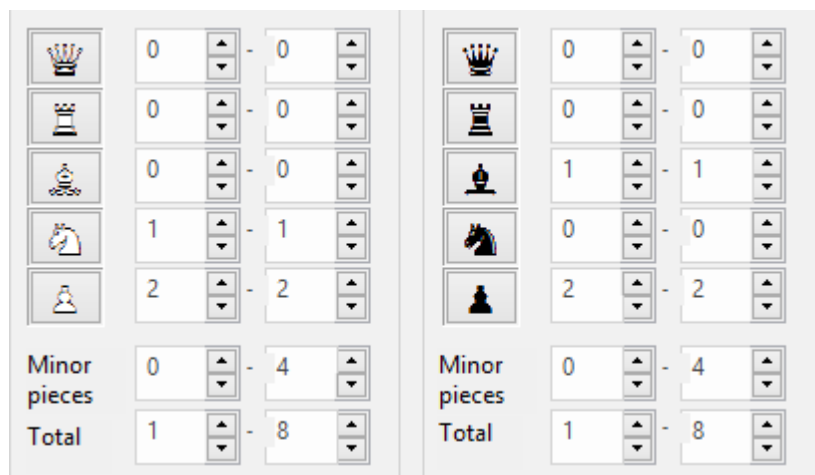 0 - 0 0 - 0
0 - 0 0 - 0
0 - 0 1 - 1
1 - 1 0 - 0
2 - 2 2 - 2
Minor pieces 0 - 4 Minor pieces 0 - 4
Total 1 - 8 Total 1 - 8